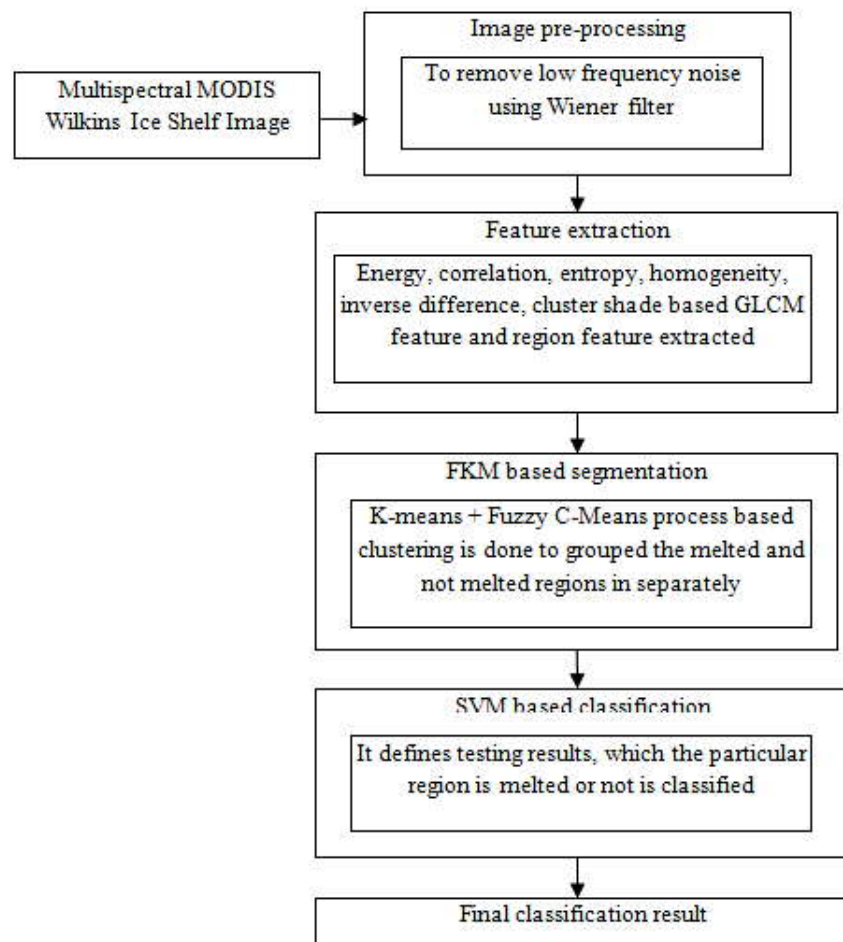 Image pre-processing
To remove low frequency noise
using Wiener filter
Multispectral MODIS
Wilkins Ice Shelf Image
Feature extraction
Energy, correlation, entropy, homogeneity,
inverse difference, cluster shade based GLCM
feature and region feature extracted
FKM based segmentation
K-means + Fuzzy C-Means process based
clustering is done to grouped the melted and
not melted regions in separately
SVM based classification
It defines testing results, which the particular
region is melted or not is classified
Final classification result